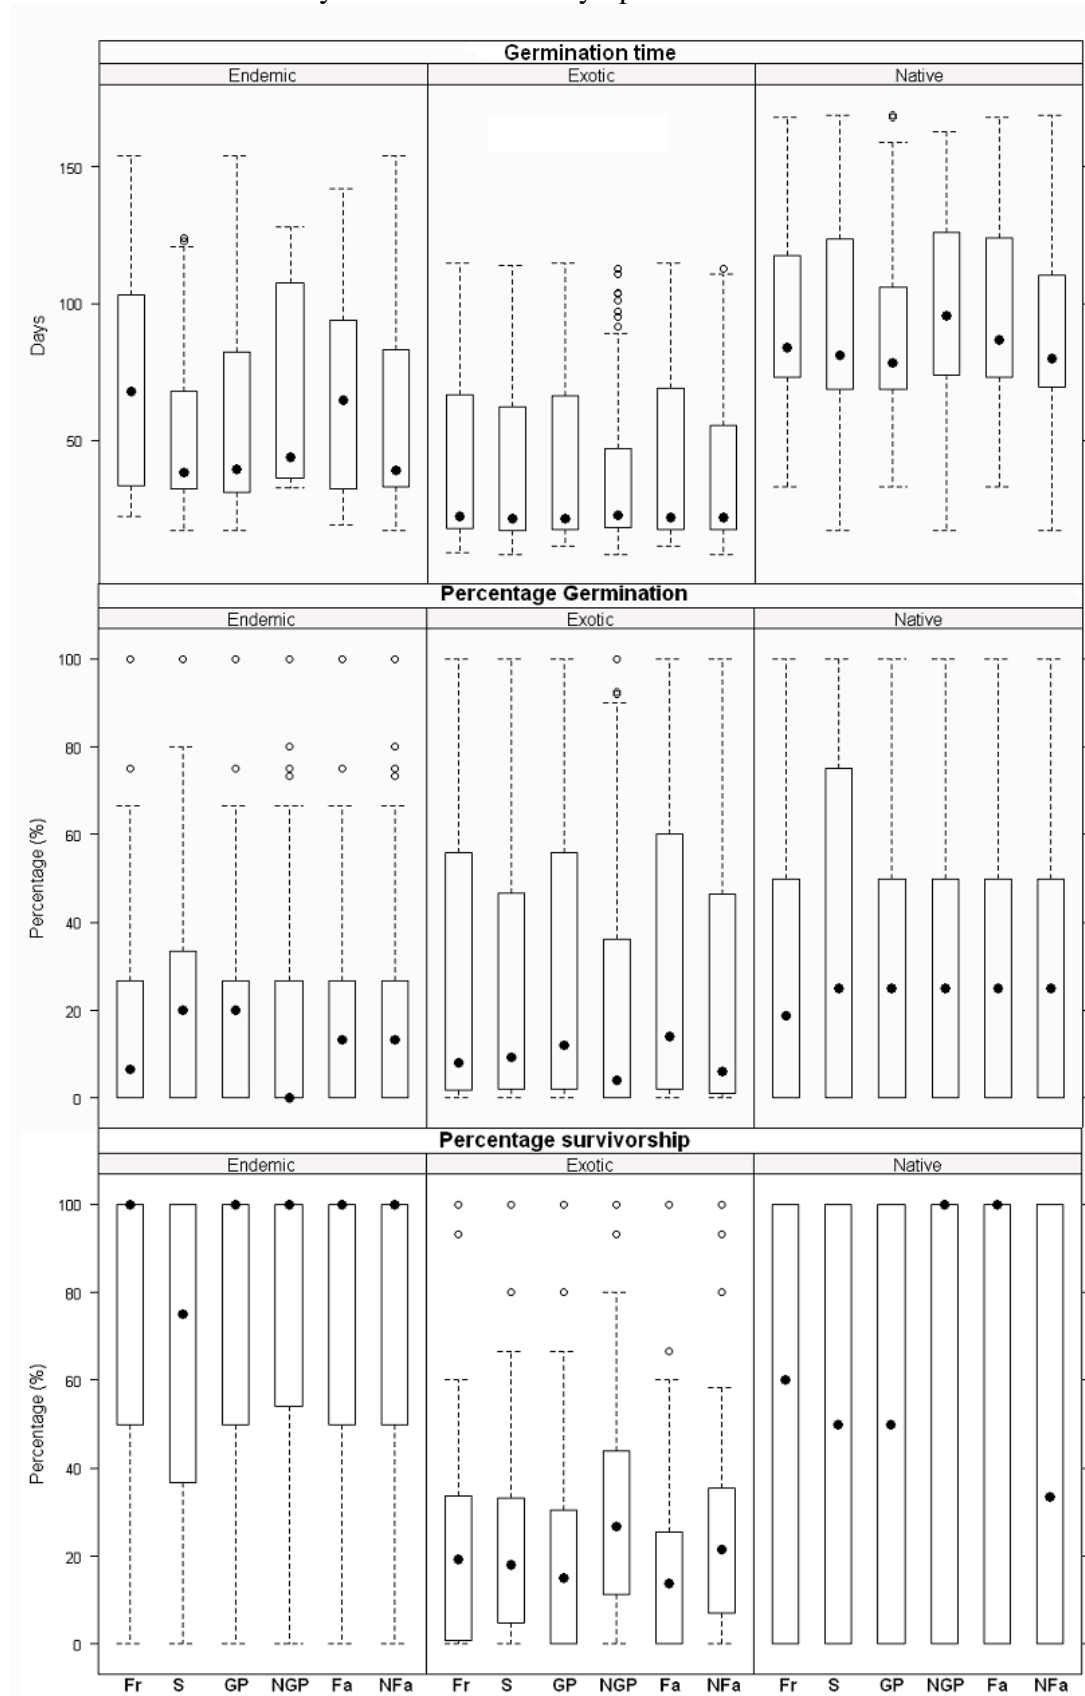 Germination time
Endemic Exotic Native
150
100
Days
50
Percentage Germination
Endemic Exotic Native
100
80
60
Percentage (%)
40
20
0
Percentage survivorship
Endemic Exotic Native
100
80
60
Percentage (%)
40
20
0
Fr S GP NGP Fa NFa Fr S GP NGP Fa NFa Fr S GP NGP Fa NFa